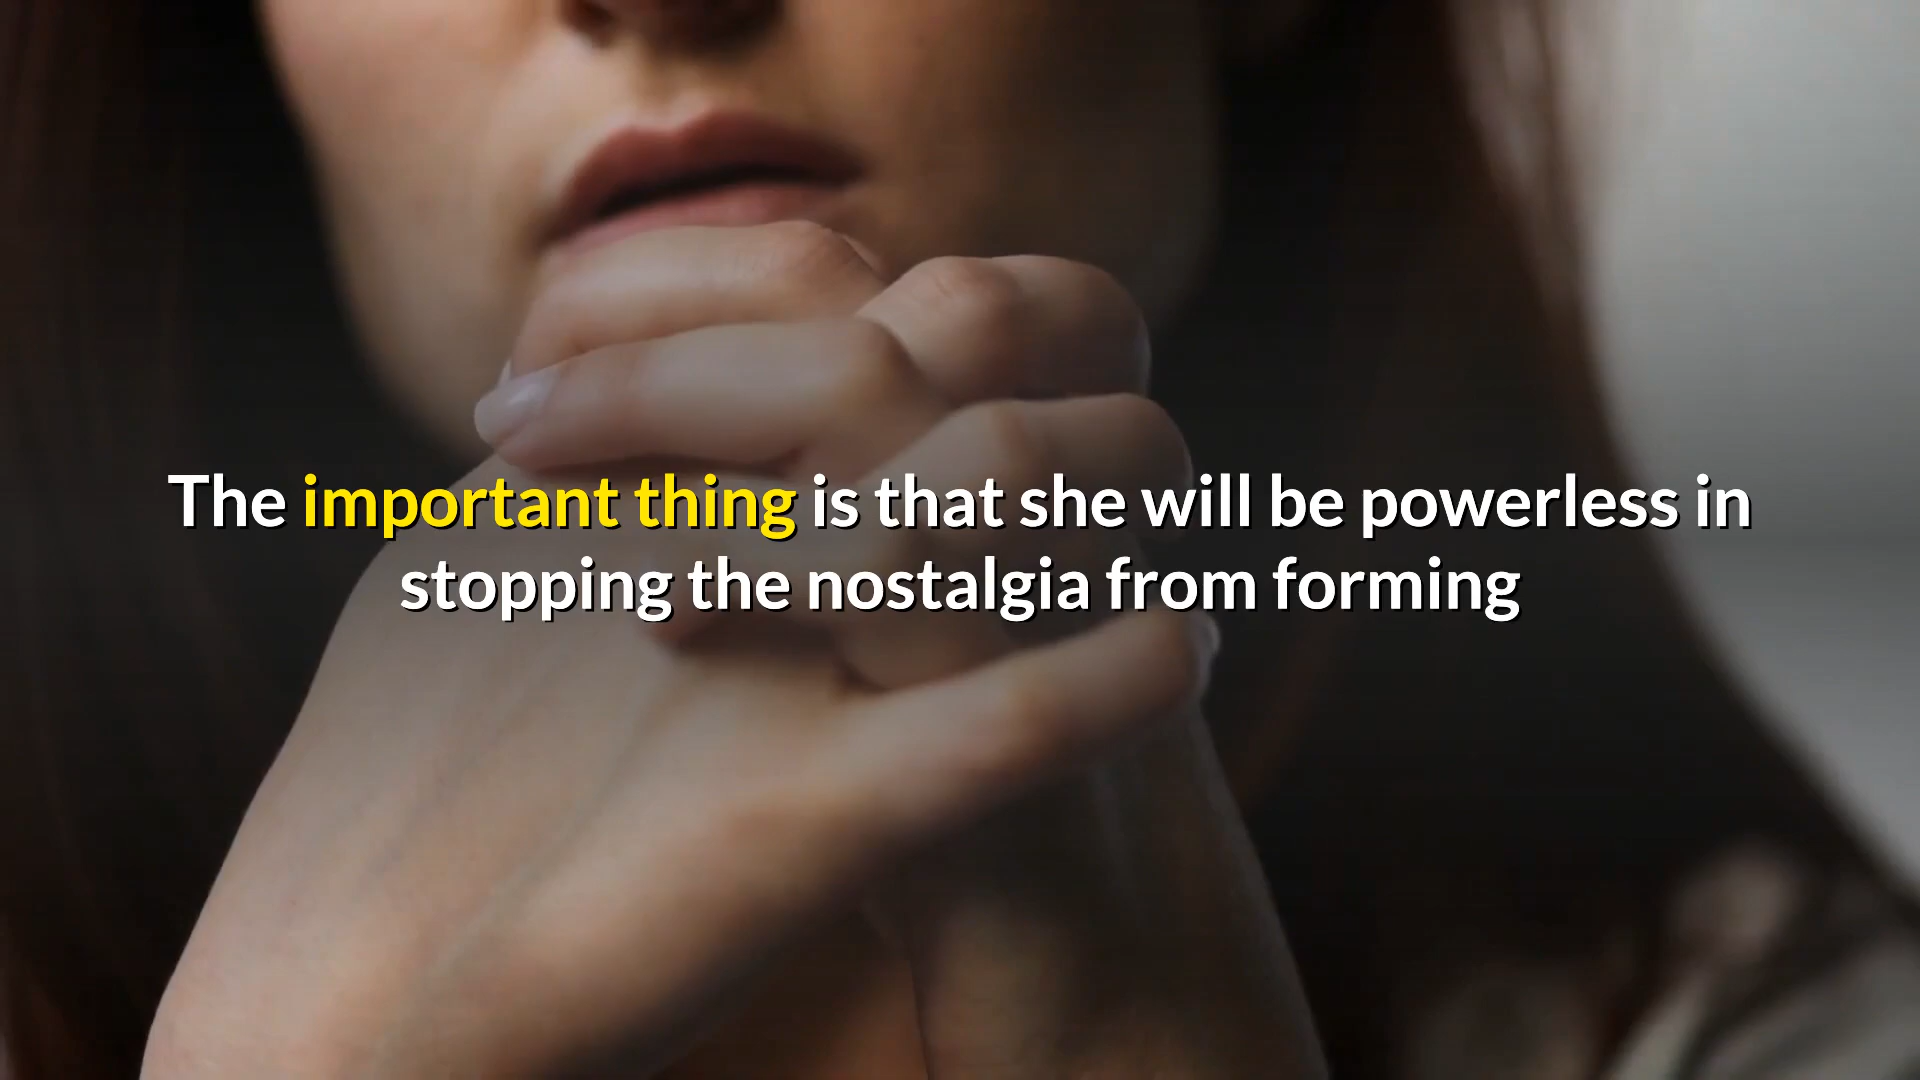 The important thing is that she will be powerless in
stopping the nostalgia from forming